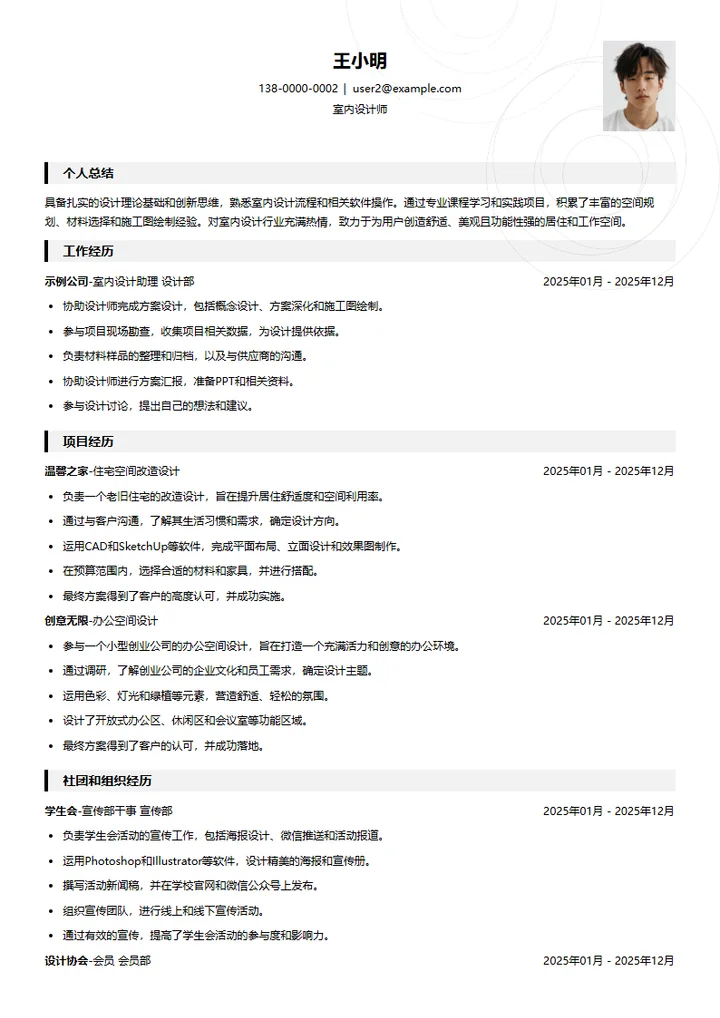 王小明
138-0000-0002 | user2@example.com
室内设计师
个人总结
具备扎实的设计理论基础和创新思维，熟悉室内设计流程和相关软件操作。通过专业课程学习和实践项目，积累了丰富的空间规
划、材料选择和施工图绘制经验。对室内设计行业充满热情，致力于为用户创造舒适、美观且功能性强的居住和工作空间。
工作经历
示例公司-室内设计助理 设计部 2025年01月 - 2025年12月
• 协助设计师完成方案设计，包括概念设计、方案深化和施工图绘制。
• 参与项目现场勘查，收集项目相关数据，为设计提供依据。
• 负责材料样品的整理和归档，以及与供应商的沟通。
• 协助设计师进行方案汇报，准备PPT和相关资料。
• 参与设计讨论，提出自己的想法和建议。
项目经历
温馨之家-住宅空间改造设计 2025年01月 - 2025年12月
• 负责一个老旧住宅的改造设计，旨在提升居住舒适度和空间利用率。
• 通过与客户沟通，了解其生活习惯和需求，确定设计方向。
• 运用CAD和SketchUp等软件，完成平面布局、立面设计和效果图制作。
• 在预算范围内，选择合适的材料和家具，并进行搭配。
• 最终方案得到了客户的高度认可，并成功实施。
创意无限-办公空间设计 2025年01月 - 2025年12月
• 参与一个小型创业公司的办公空间设计，旨在打造一个充满活力和创意的办公环境。
• 通过调研，了解创业公司的企业文化和员工需求，确定设计主题。
• 运用色彩、灯光和绿植等元素，营造舒适、轻松的氛围。
• 设计了开放式办公区、休闲区和会议室等功能区域。
• 最终方案得到了客户的认可，并成功落地。
社团和组织经历
学生会-宣传部干事 宣传部 2025年01月 - 2025年12月
• 负责学生会活动的宣传工作，包括海报设计、微信推送和活动报道。
• 运用Photoshop和Illustrator等软件，设计精美的海报和宣传册。
• 撰写活动新闻稿，并在学校官网和微信公众号上发布。
• 组织宣传团队，进行线上和线下宣传活动。
• 通过有效的宣传，提高了学生会活动的参与度和影响力。
设计协会-会员 会员部 2025年01月 - 2025年12月